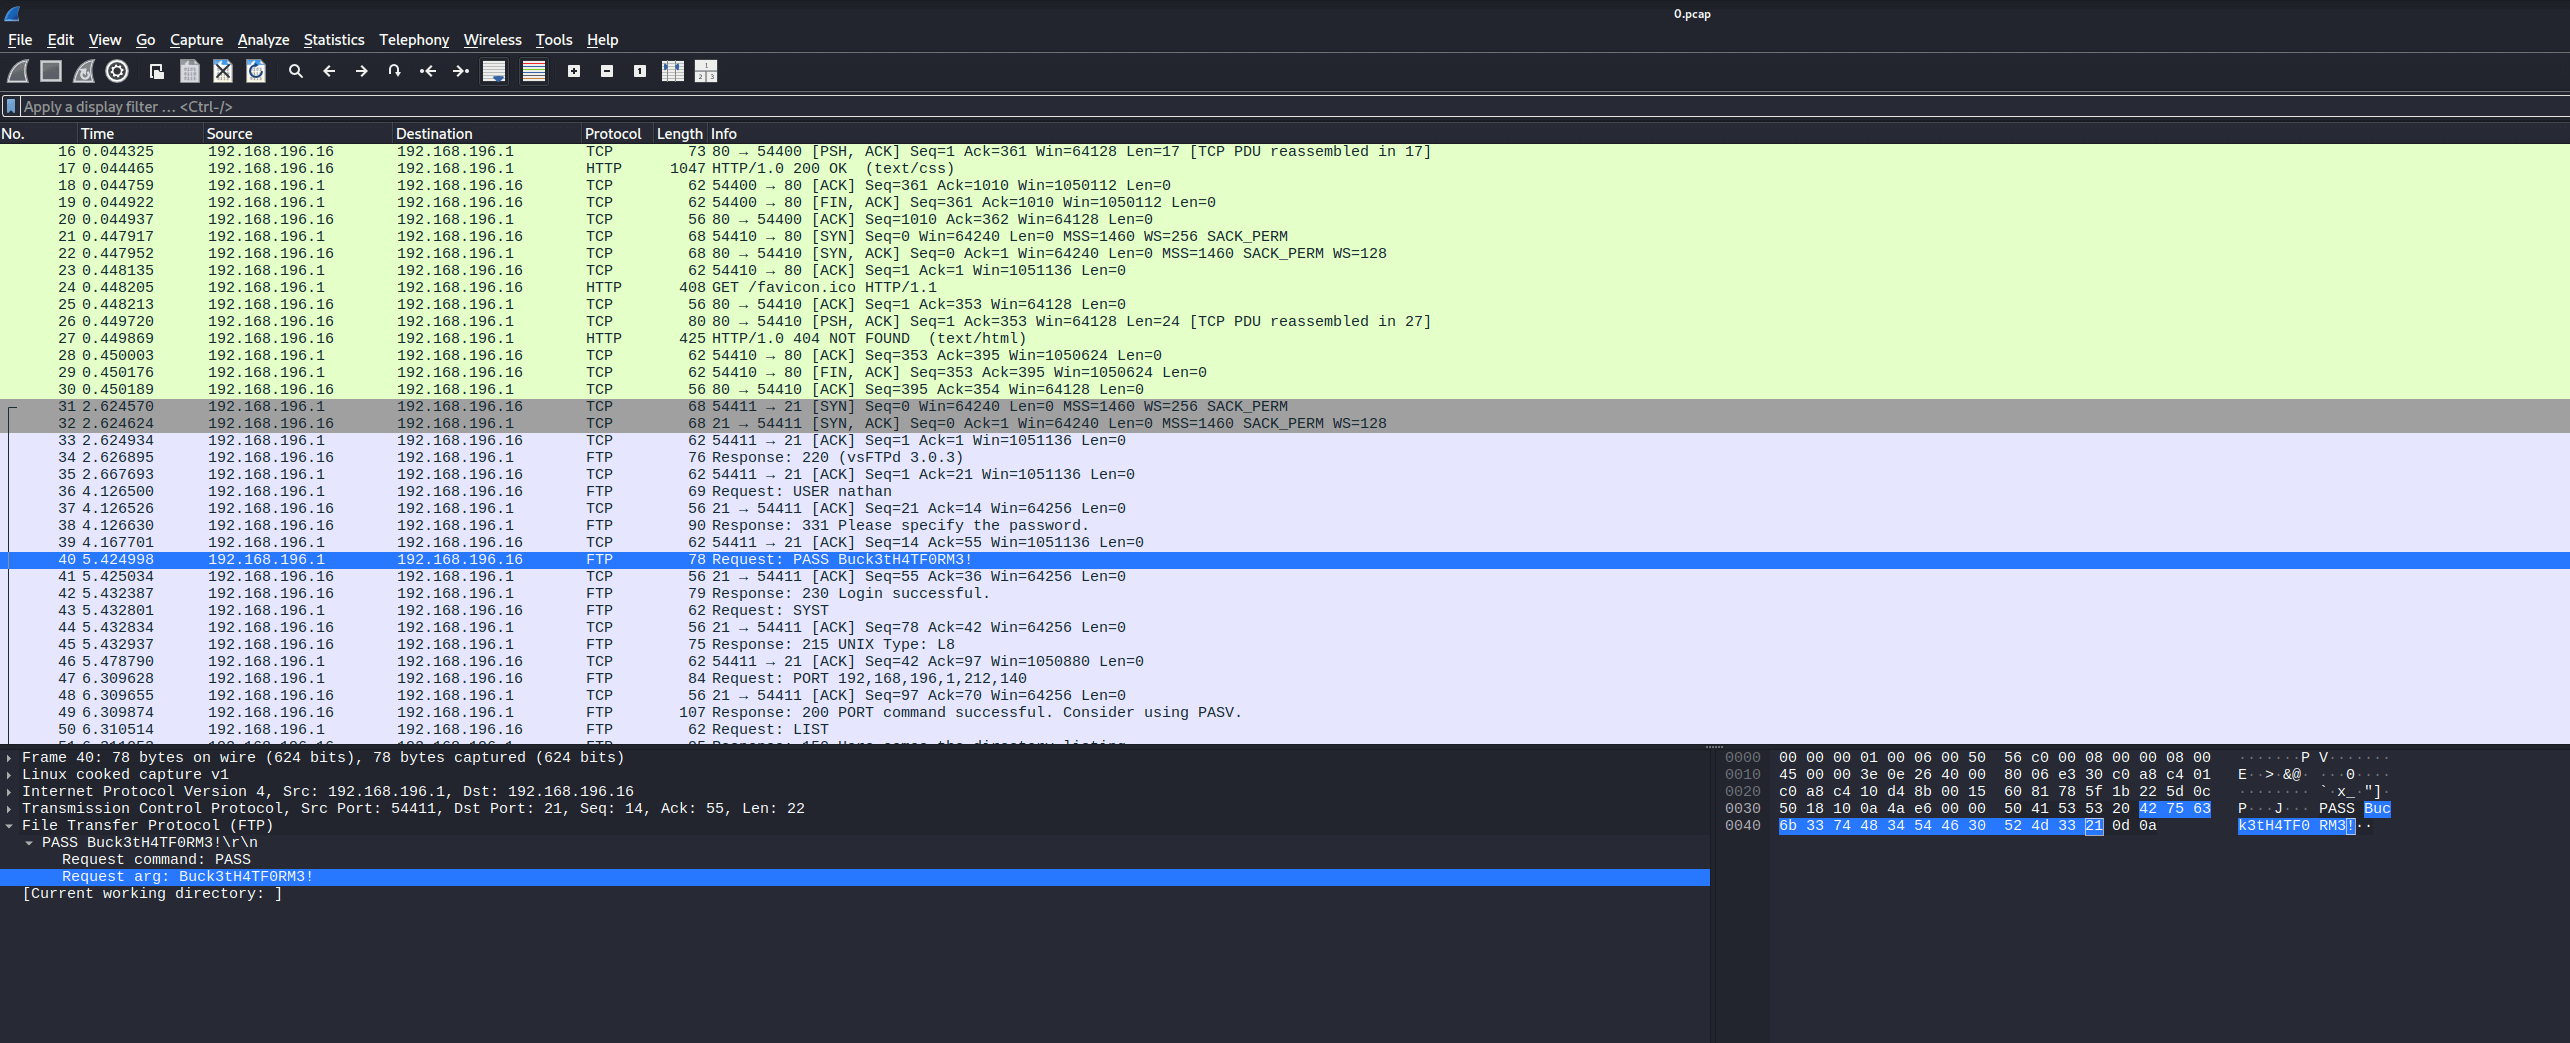 0.pcap
File Edit View Go Capture Analyze Statistics Telephony Wireless Tools Help
Apply a display filter … <Ctrl-/>
No. Time Source Destination Protocol Length Info
16 0.044325 192.168.196.16 192.168.196.1 TCP 73 80 → 54400 [PSH, ACK] Seq=1 Ack=361 Win=64128 Len=17 [TCP PDU reassembled in 17]
17 0.044465 192.168.196.16 192.168.196.1 HTTP 1047 HTTP/1.0 200 OK  (text/css)
18 0.044759 192.168.196.1 192.168.196.16 TCP 62 54400 → 80 [ACK] Seq=361 Ack=1010 Win=1050112 Len=0
19 0.044922 192.168.196.1 192.168.196.16 TCP 62 54400 → 80 [FIN, ACK] Seq=361 Ack=1010 Win=1050112 Len=0
20 0.044937 192.168.196.16 192.168.196.1 TCP 56 80 → 54400 [ACK] Seq=1010 Ack=362 Win=64128 Len=0
21 0.447917 192.168.196.1 192.168.196.16 TCP 68 54410 → 80 [SYN] Seq=0 Win=64240 Len=0 MSS=1460 WS=256 SACK_PERM
22 0.447952 192.168.196.16 192.168.196.1 TCP 68 80 → 54410 [SYN, ACK] Seq=0 Ack=1 Win=64240 Len=0 MSS=1460 SACK_PERM WS=128
23 0.448135 192.168.196.1 192.168.196.16 TCP 62 54410 → 80 [ACK] Seq=1 Ack=1 Win=1051136 Len=0
24 0.448205 192.168.196.1 192.168.196.16 HTTP 408 GET /favicon.ico HTTP/1.1
25 0.448213 192.168.196.16 192.168.196.1 TCP 56 80 → 54410 [ACK] Seq=1 Ack=353 Win=64128 Len=0
26 0.449720 192.168.196.16 192.168.196.1 TCP 80 80 → 54410 [PSH, ACK] Seq=1 Ack=353 Win=64128 Len=24 [TCP PDU reassembled in 27]
27 0.449869 192.168.196.16 192.168.196.1 HTTP 425 HTTP/1.0 404 NOT FOUND  (text/html)
28 0.450003 192.168.196.1 192.168.196.16 TCP 62 54410 → 80 [ACK] Seq=353 Ack=395 Win=1050624 Len=0
29 0.450176 192.168.196.1 192.168.196.16 TCP 62 54410 → 80 [FIN, ACK] Seq=353 Ack=395 Win=1050624 Len=0
30 0.450189 192.168.196.16 192.168.196.1 TCP 56 80 → 54410 [ACK] Seq=395 Ack=354 Win=64128 Len=0
31 2.624570 192.168.196.1 192.168.196.16 TCP 68 54411 → 21 [SYN] Seq=0 Win=64240 Len=0 MSS=1460 WS=256 SACK_PERM
32 2.624624 192.168.196.16 192.168.196.1 TCP 68 21 → 54411 [SYN, ACK] Seq=0 Ack=1 Win=64240 Len=0 MSS=1460 SACK_PERM WS=128
33 2.624934 192.168.196.1 192.168.196.16 TCP 62 54411 → 21 [ACK] Seq=1 Ack=1 Win=1051136 Len=0
34 2.626895 192.168.196.16 192.168.196.1 FTP 76 Response: 220 (vsFTPd 3.0.3)
35 2.667693 192.168.196.1 192.168.196.16 TCP 62 54411 → 21 [ACK] Seq=1 Ack=21 Win=1051136 Len=0
36 4.126500 192.168.196.1 192.168.196.16 FTP 69 Request: USER nathan
37 4.126526 192.168.196.16 192.168.196.1 TCP 56 21 → 54411 [ACK] Seq=21 Ack=14 Win=64256 Len=0
38 4.126630 192.168.196.16 192.168.196.1 FTP 90 Response: 331 Please specify the password.
39 4.167701 192.168.196.1 192.168.196.16 TCP 62 54411 → 21 [ACK] Seq=14 Ack=55 Win=1051136 Len=0
40 5.424998 192.168.196.1 192.168.196.16 FTP 78 Request: PASS Buck3tH4TF0RM3!
41 5.425034 192.168.196.16 192.168.196.1 TCP 56 21 → 54411 [ACK] Seq=55 Ack=36 Win=64256 Len=0
42 5.432387 192.168.196.16 192.168.196.1 FTP 79 Response: 230 Login successful.
43 5.432801 192.168.196.1 192.168.196.16 FTP 62 Request: SYST
44 5.432834 192.168.196.16 192.168.196.1 TCP 56 21 → 54411 [ACK] Seq=78 Ack=42 Win=64256 Len=0
45 5.432937 192.168.196.16 192.168.196.1 FTP 75 Response: 215 UNIX Type: L8
46 5.478790 192.168.196.1 192.168.196.16 TCP 62 54411 → 21 [ACK] Seq=42 Ack=97 Win=1050880 Len=0
47 6.309628 192.168.196.1 192.168.196.16 FTP 84 Request: PORT 192,168,196,1,212,140
48 6.309655 192.168.196.16 192.168.196.1 TCP 56 21 → 54411 [ACK] Seq=97 Ack=70 Win=64256 Len=0
49 6.309874 192.168.196.16 192.168.196.1 FTP 107 Response: 200 PORT command successful. Consider using PASV.
50 6.310514 192.168.196.1 192.168.196.16 FTP 62 Request: LIST
Frame 40: 78 bytes on wire (624 bits), 78 bytes captured (624 bits)
Linux cooked capture v1
Internet Protocol Version 4, Src: 192.168.196.1, Dst: 192.168.196.16
Transmission Control Protocol, Src Port: 54411, Dst Port: 21, Seq: 14, Ack: 55, Len: 22
File Transfer Protocol (FTP)
PASS Buck3tH4TF0RM3!\r\n
Request command: PASS
Request arg: Buck3tH4TF0RM3!
[Current working directory: ]
0000 00 00 00 01 00 06 00 50 56 c0 00 08 00 00 08 00 ·······P V·······
0010 45 00 00 3e 0e 26 40 00 80 06 e3 30 c0 a8 c4 01 E··>·&@· ···0····
0020 c0 a8 c4 10 d4 8b 00 15 60 81 78 5f 1b 22 5d 0c ········ `·x_·"]·
0030 50 18 10 0a 4a e6 00 00 50 41 53 53 20 42 75 63 P···J··· PASS Buc
0040 6b 33 74 48 34 54 46 30 52 4d 33 21 0d 0a k3tH4TF0 RM3!··